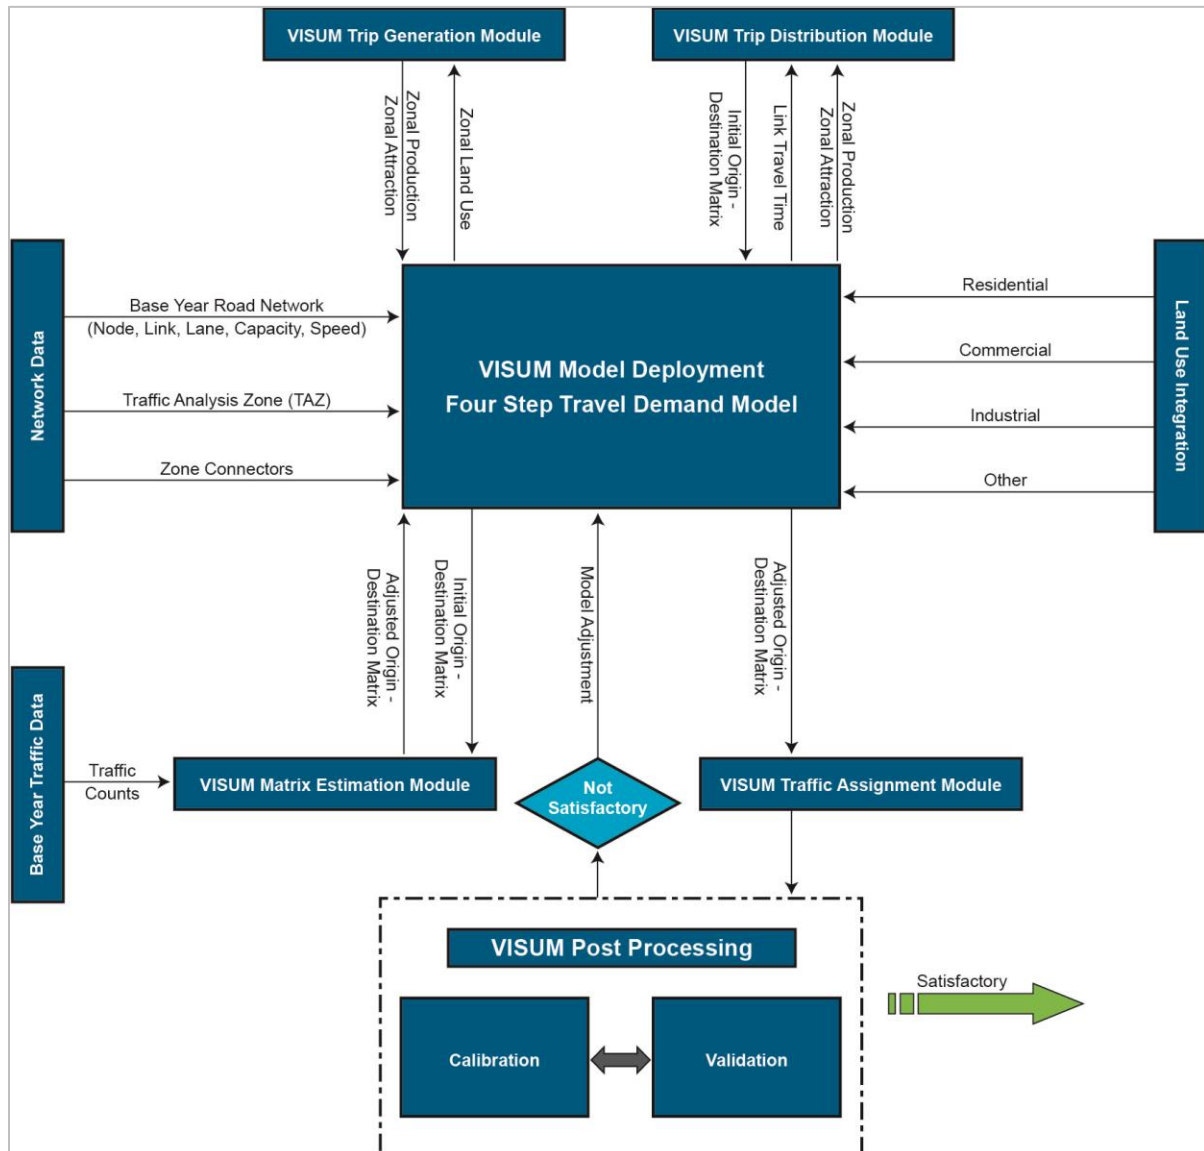 VISUM Trip Generation Module
VISUM Trip Distribution Module
Zonal Production
Zonal Attraction
Zonal Land Use
Initial Origin -
Destination Matrix
Link Travel Time
Zonal Production
Zonal Attraction
Network Data
Base Year Road Network
(Node, Link, Lane, Capacity, Speed)
Traffic Analysis Zone (TAZ)
Zone Connectors
VISUM Model Deployment
Four Step Travel Demand Model
Residential
Commercial
Industrial
Other
Land Use Integration
Adjusted Origin -
Destination Matrix
Initial Origin -
Destination Matrix
Model Adjustment
Adjusted Origin -
Destination Matrix
Base Year Traffic Data
Traffic
Counts
VISUM Matrix Estimation Module
Not
Satisfactory
VISUM Traffic Assignment Module
VISUM Post Processing
Calibration
Validation
Satisfactory